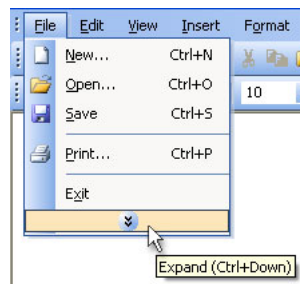 File Edit View Insert Format
New... Ctrl+N
Open... Ctrl+O
10
Save Ctrl+S
Print... Ctrl+P
Exit
Expand (Ctrl+Down)